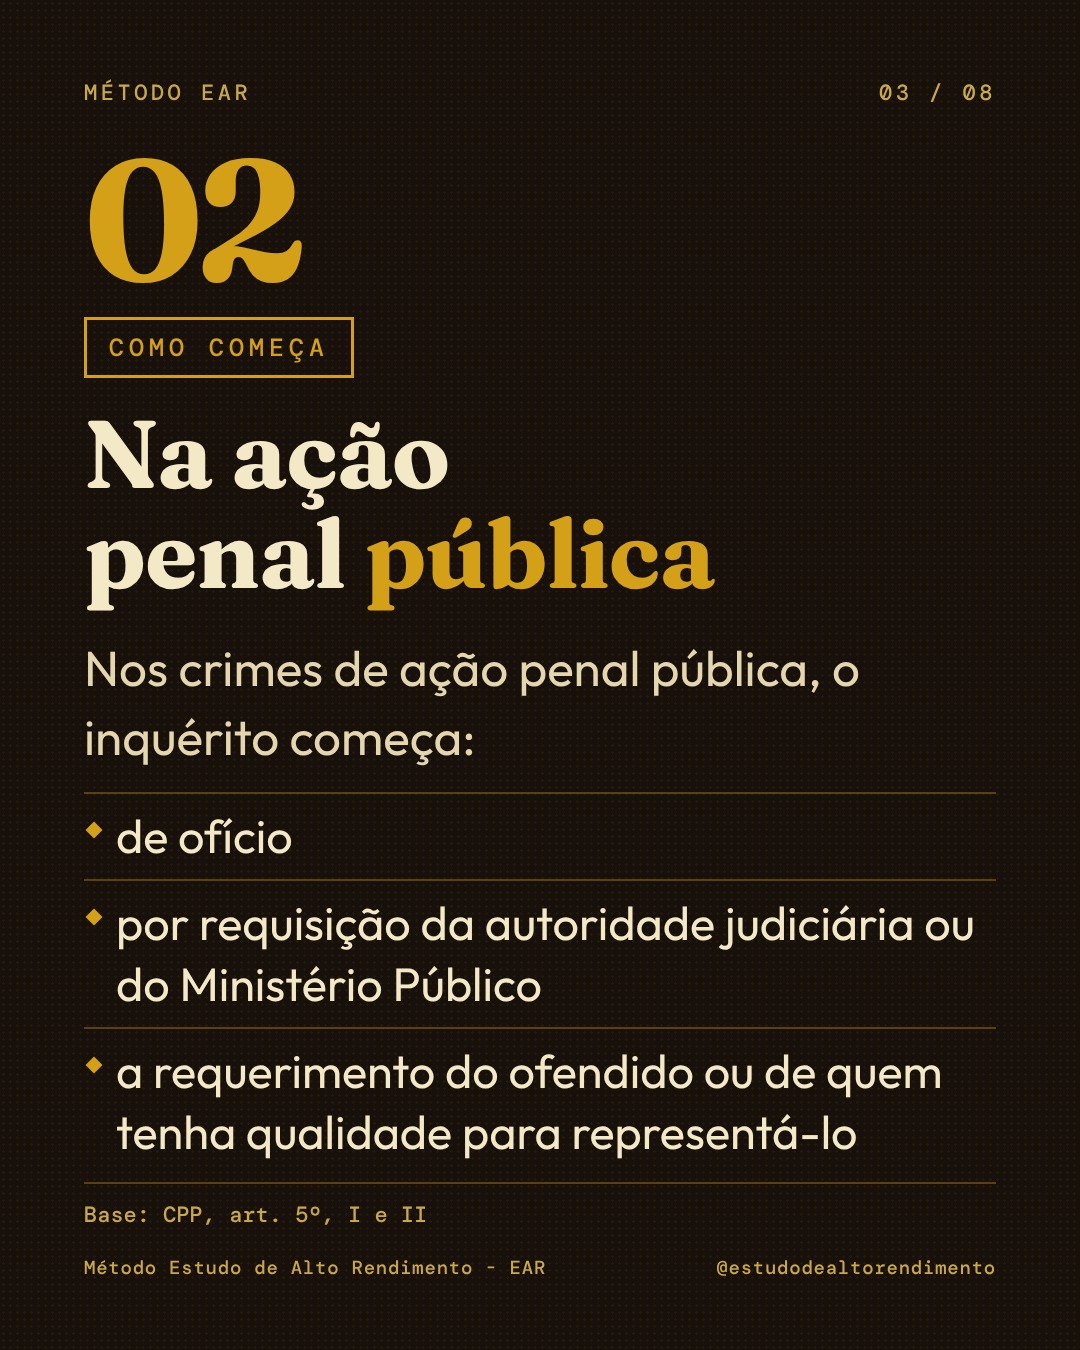 MÉTODO EAR
03 / 08
02
COMO COMEÇA
Na ação
penal pública
Nos crimes de ação penal pública, o
inquérito começa:
de ofício
por requisição da autoridade judiciária ou
do Ministério Público
a requerimento do ofendido ou de quem
tenha qualidade para representá-lo
Base: CPP, art. 5º, I e II
Método Estudo de Alto Rendimento - EAR
@estudodealtorendimento